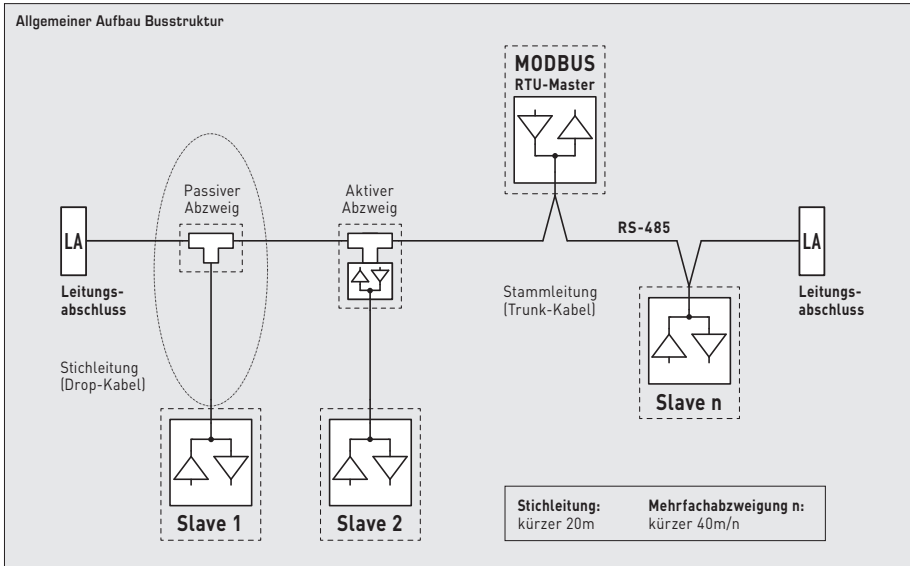 Allgemeiner Aufbau Busstruktur
MODBUS
RTU-Master
Passiver
Abzweig
Aktiver
Abzweig
LA
RS-485
LA
Leitungs-
abschluss
Stammleitung
(Trunk-Kabel)
Leitungs-
abschluss
Stichleitung
(Drop-Kabel)
Slave n
Slave 1
Slave 2
Stichleitung:
kürzer 20m
Mehrfachabzweigung n:
kürzer 40m/n